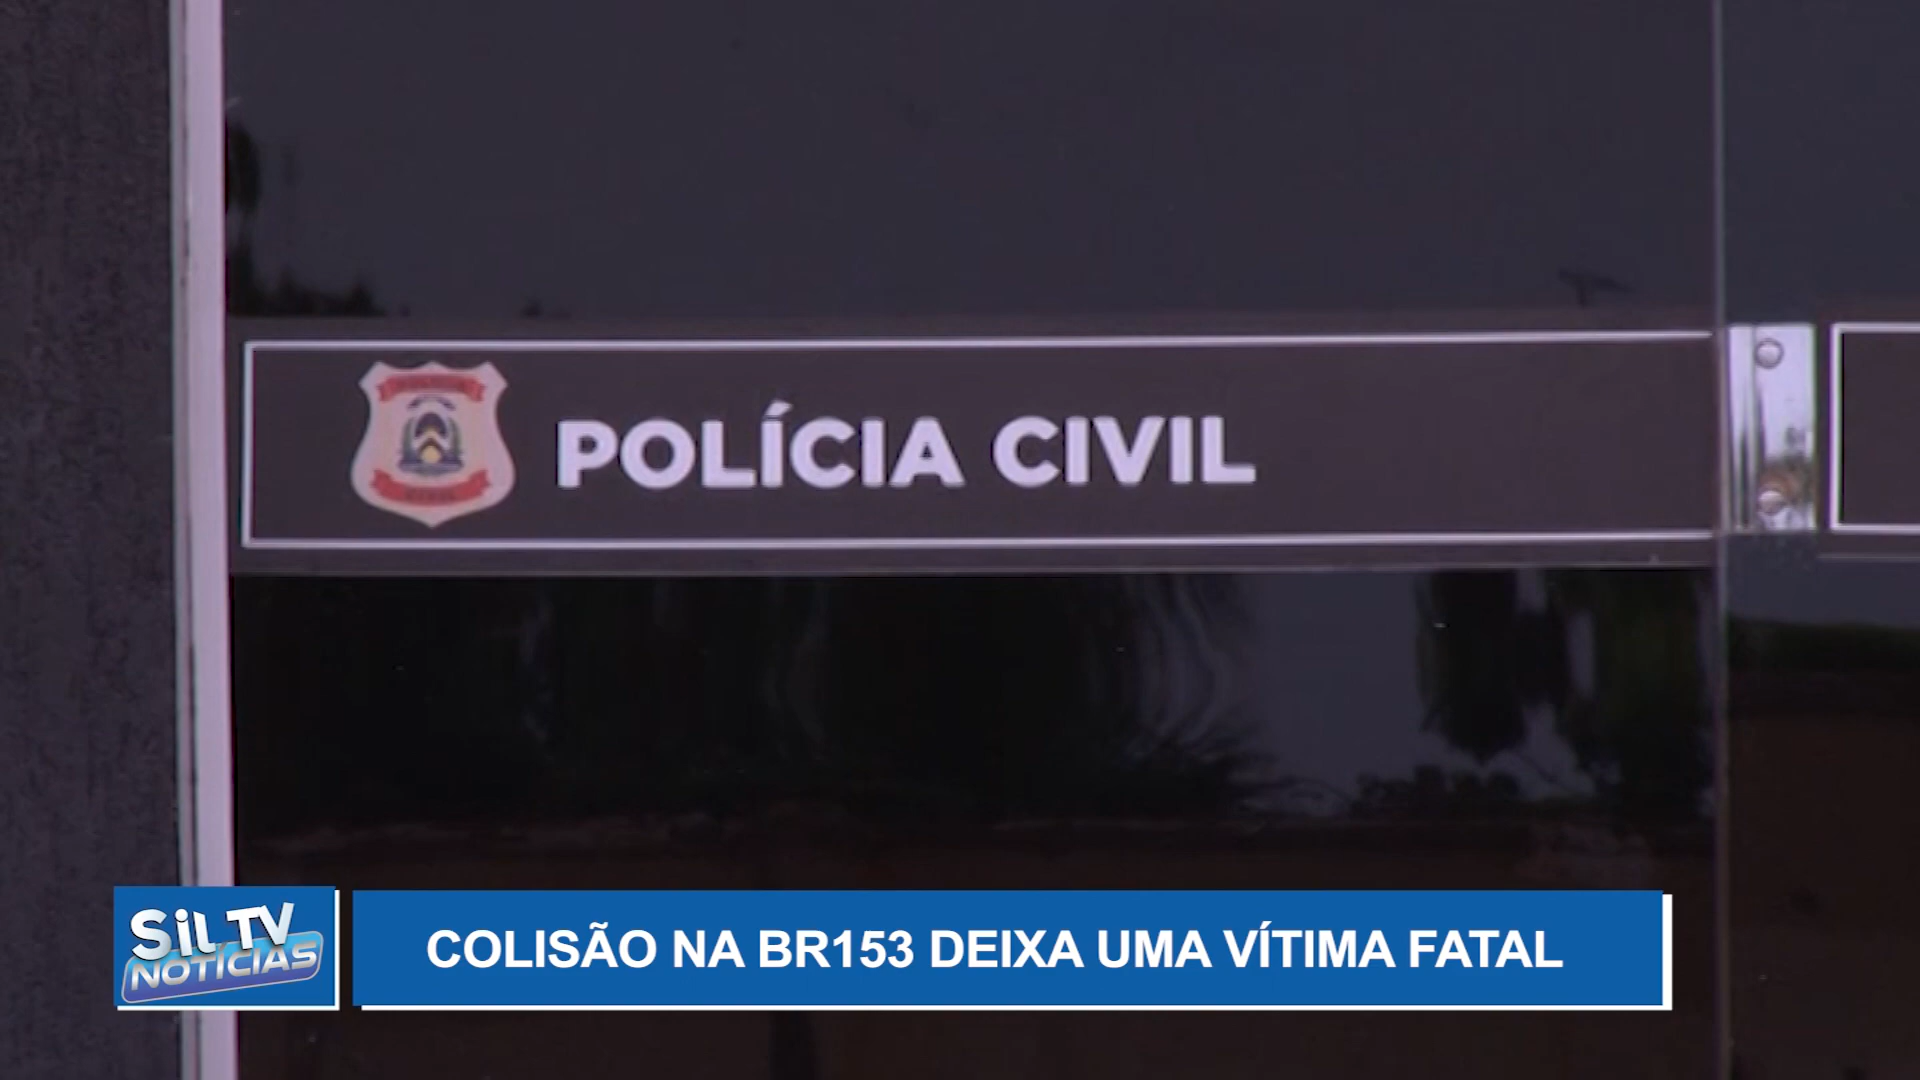 POLÍCIA CIVIL
SiL TV
NOTÍCIAS
COLISÃO NA BR153 DEIXA UMA VÍTIMA FATAL